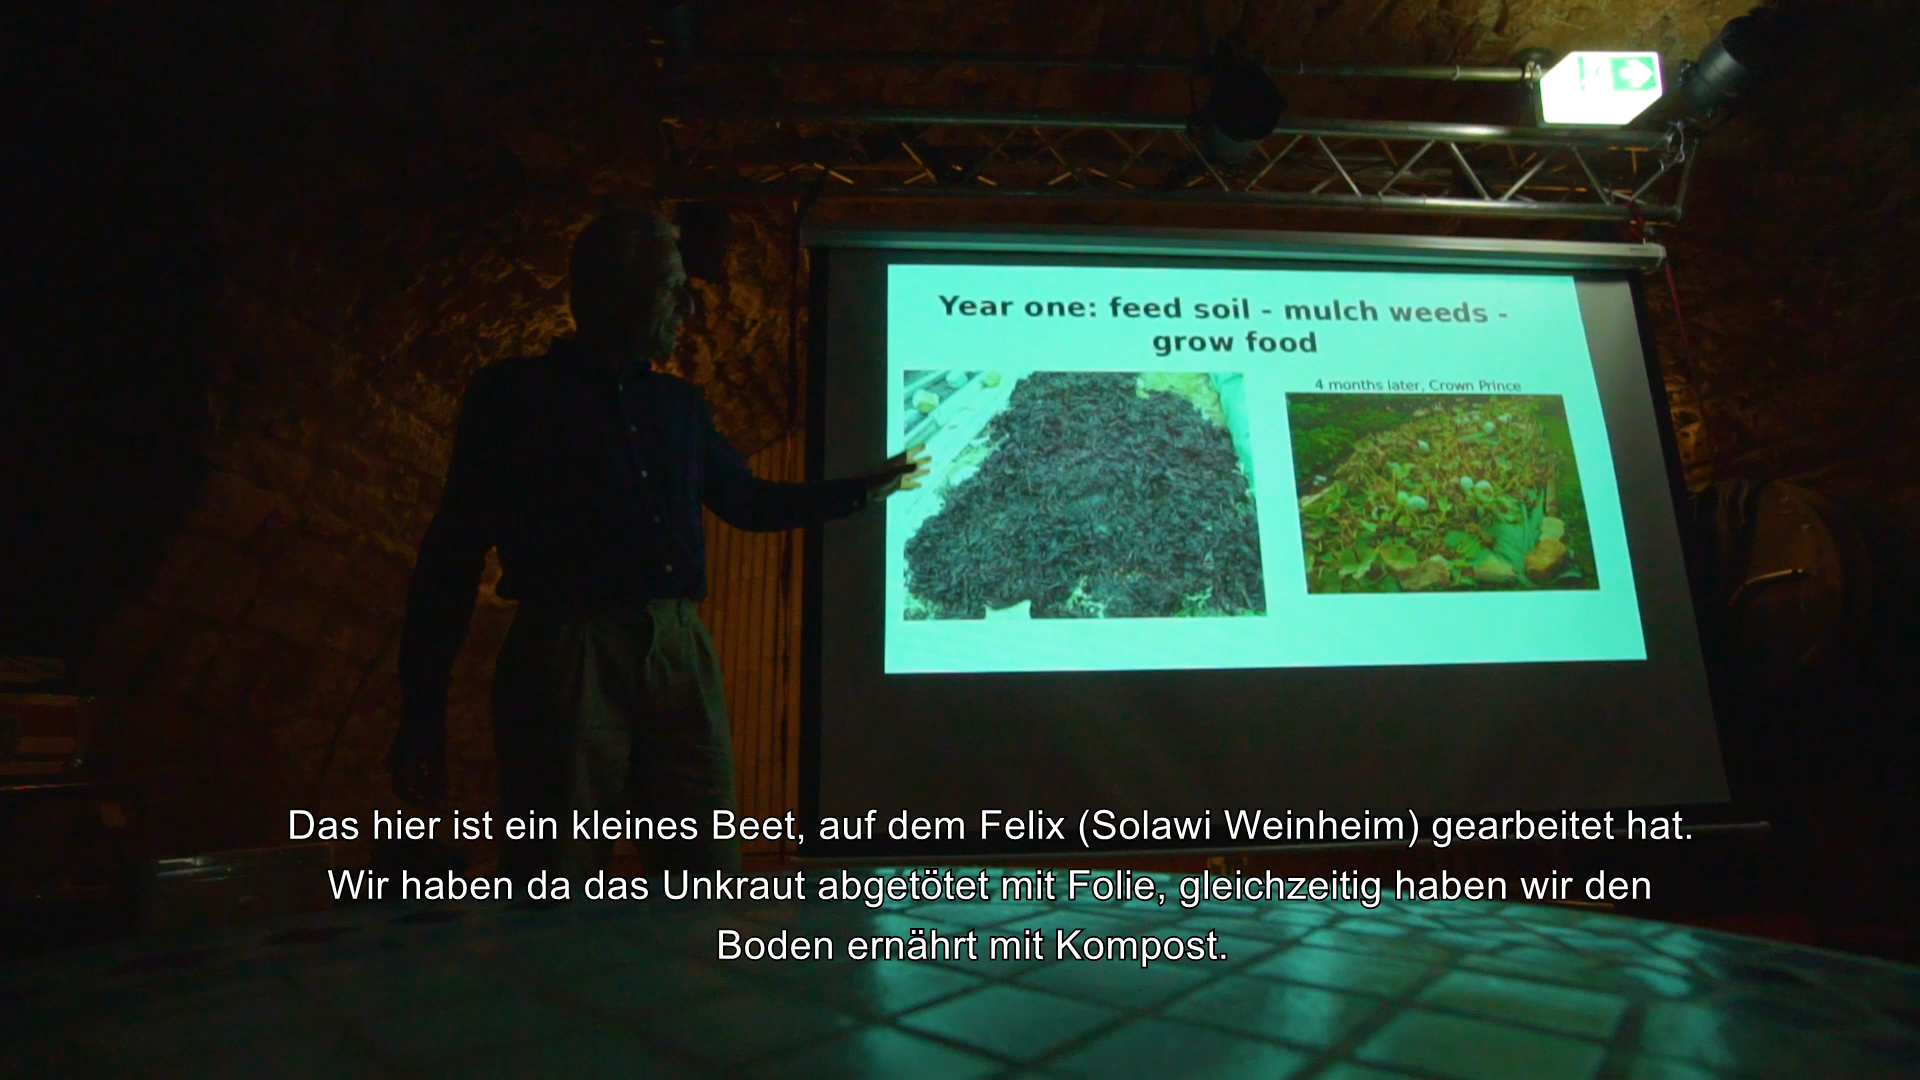 Year one: feed soil - mulch weeds -
grow food
4 months later, Crown Prince
Das hier ist ein kleines Beet, auf dem Felix (Solawi Weinheim) gearbeitet hat.
Wir haben da das Unkraut abgetötet mit Folie, gleichzeitig haben wir den
Boden ernährt mit Kompost.